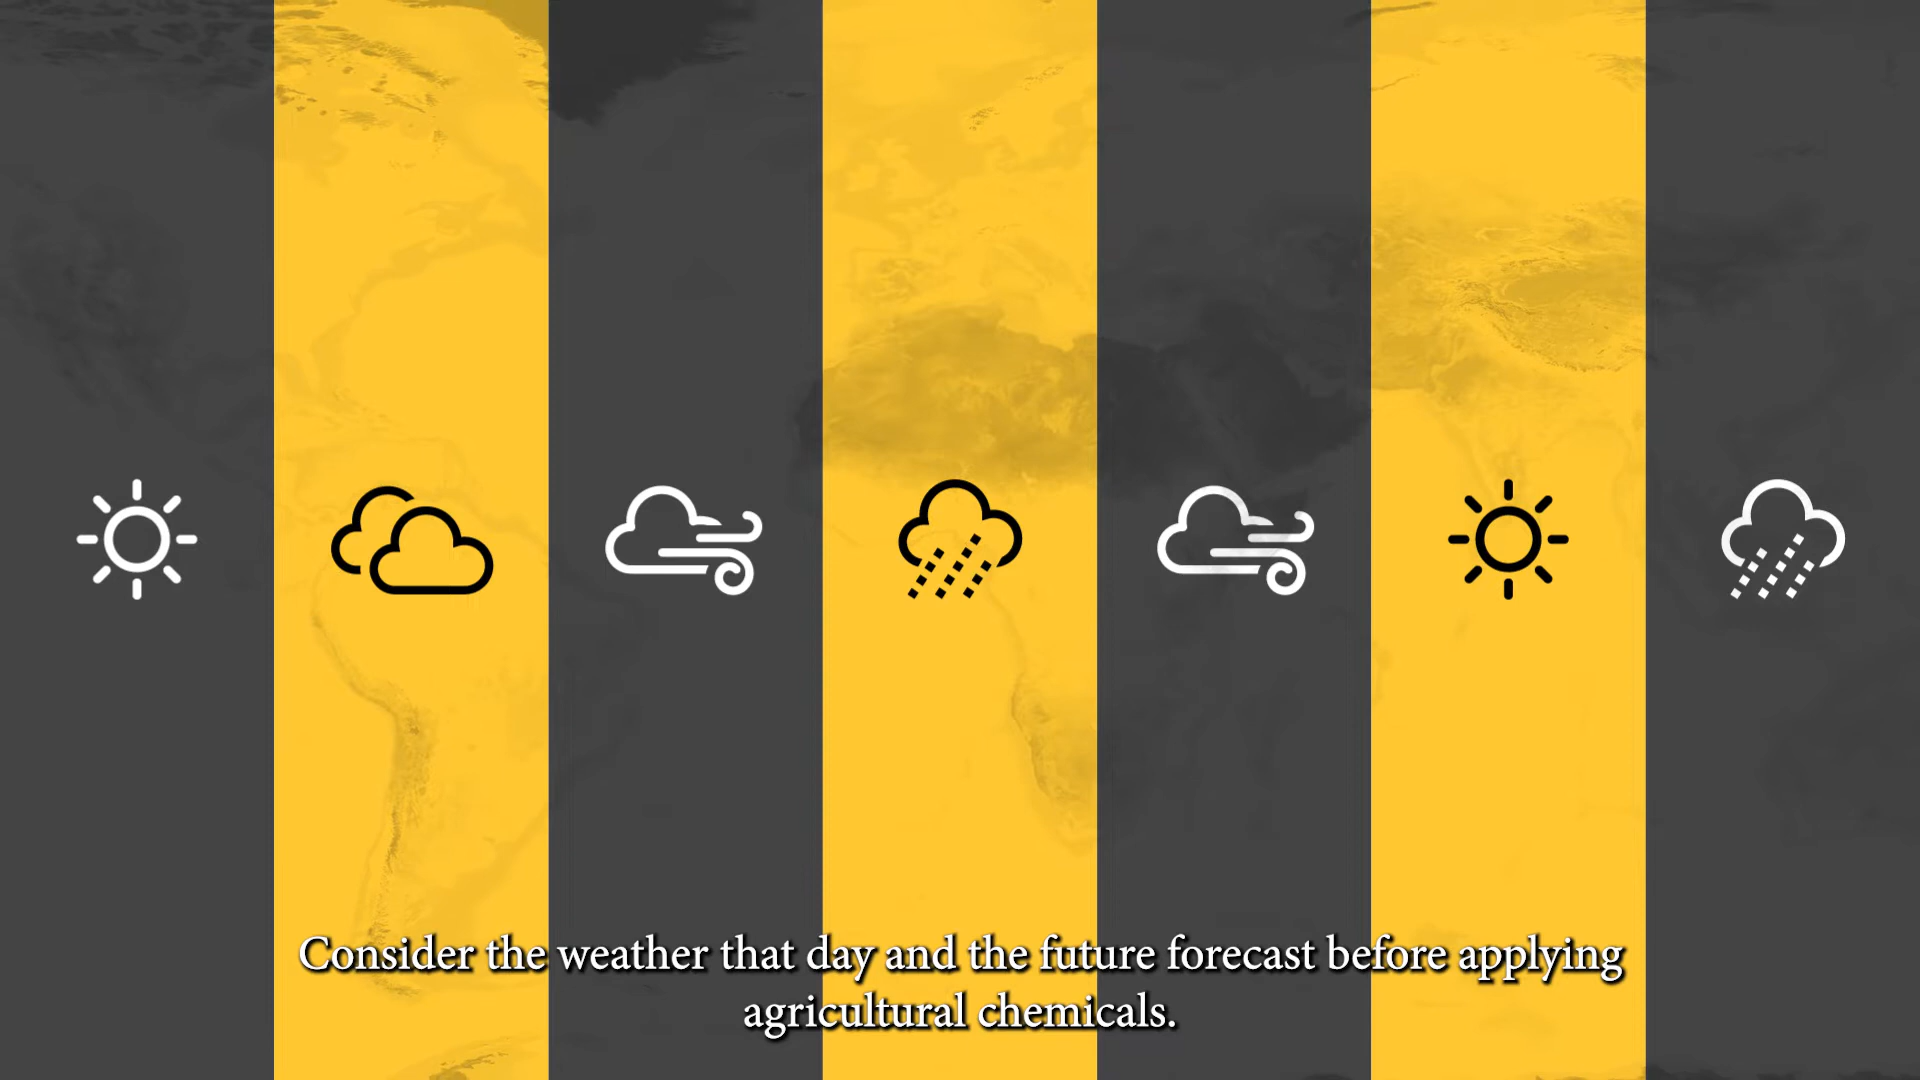 Consider the weather that day and the future forecast before applying
agricultural chemicals.